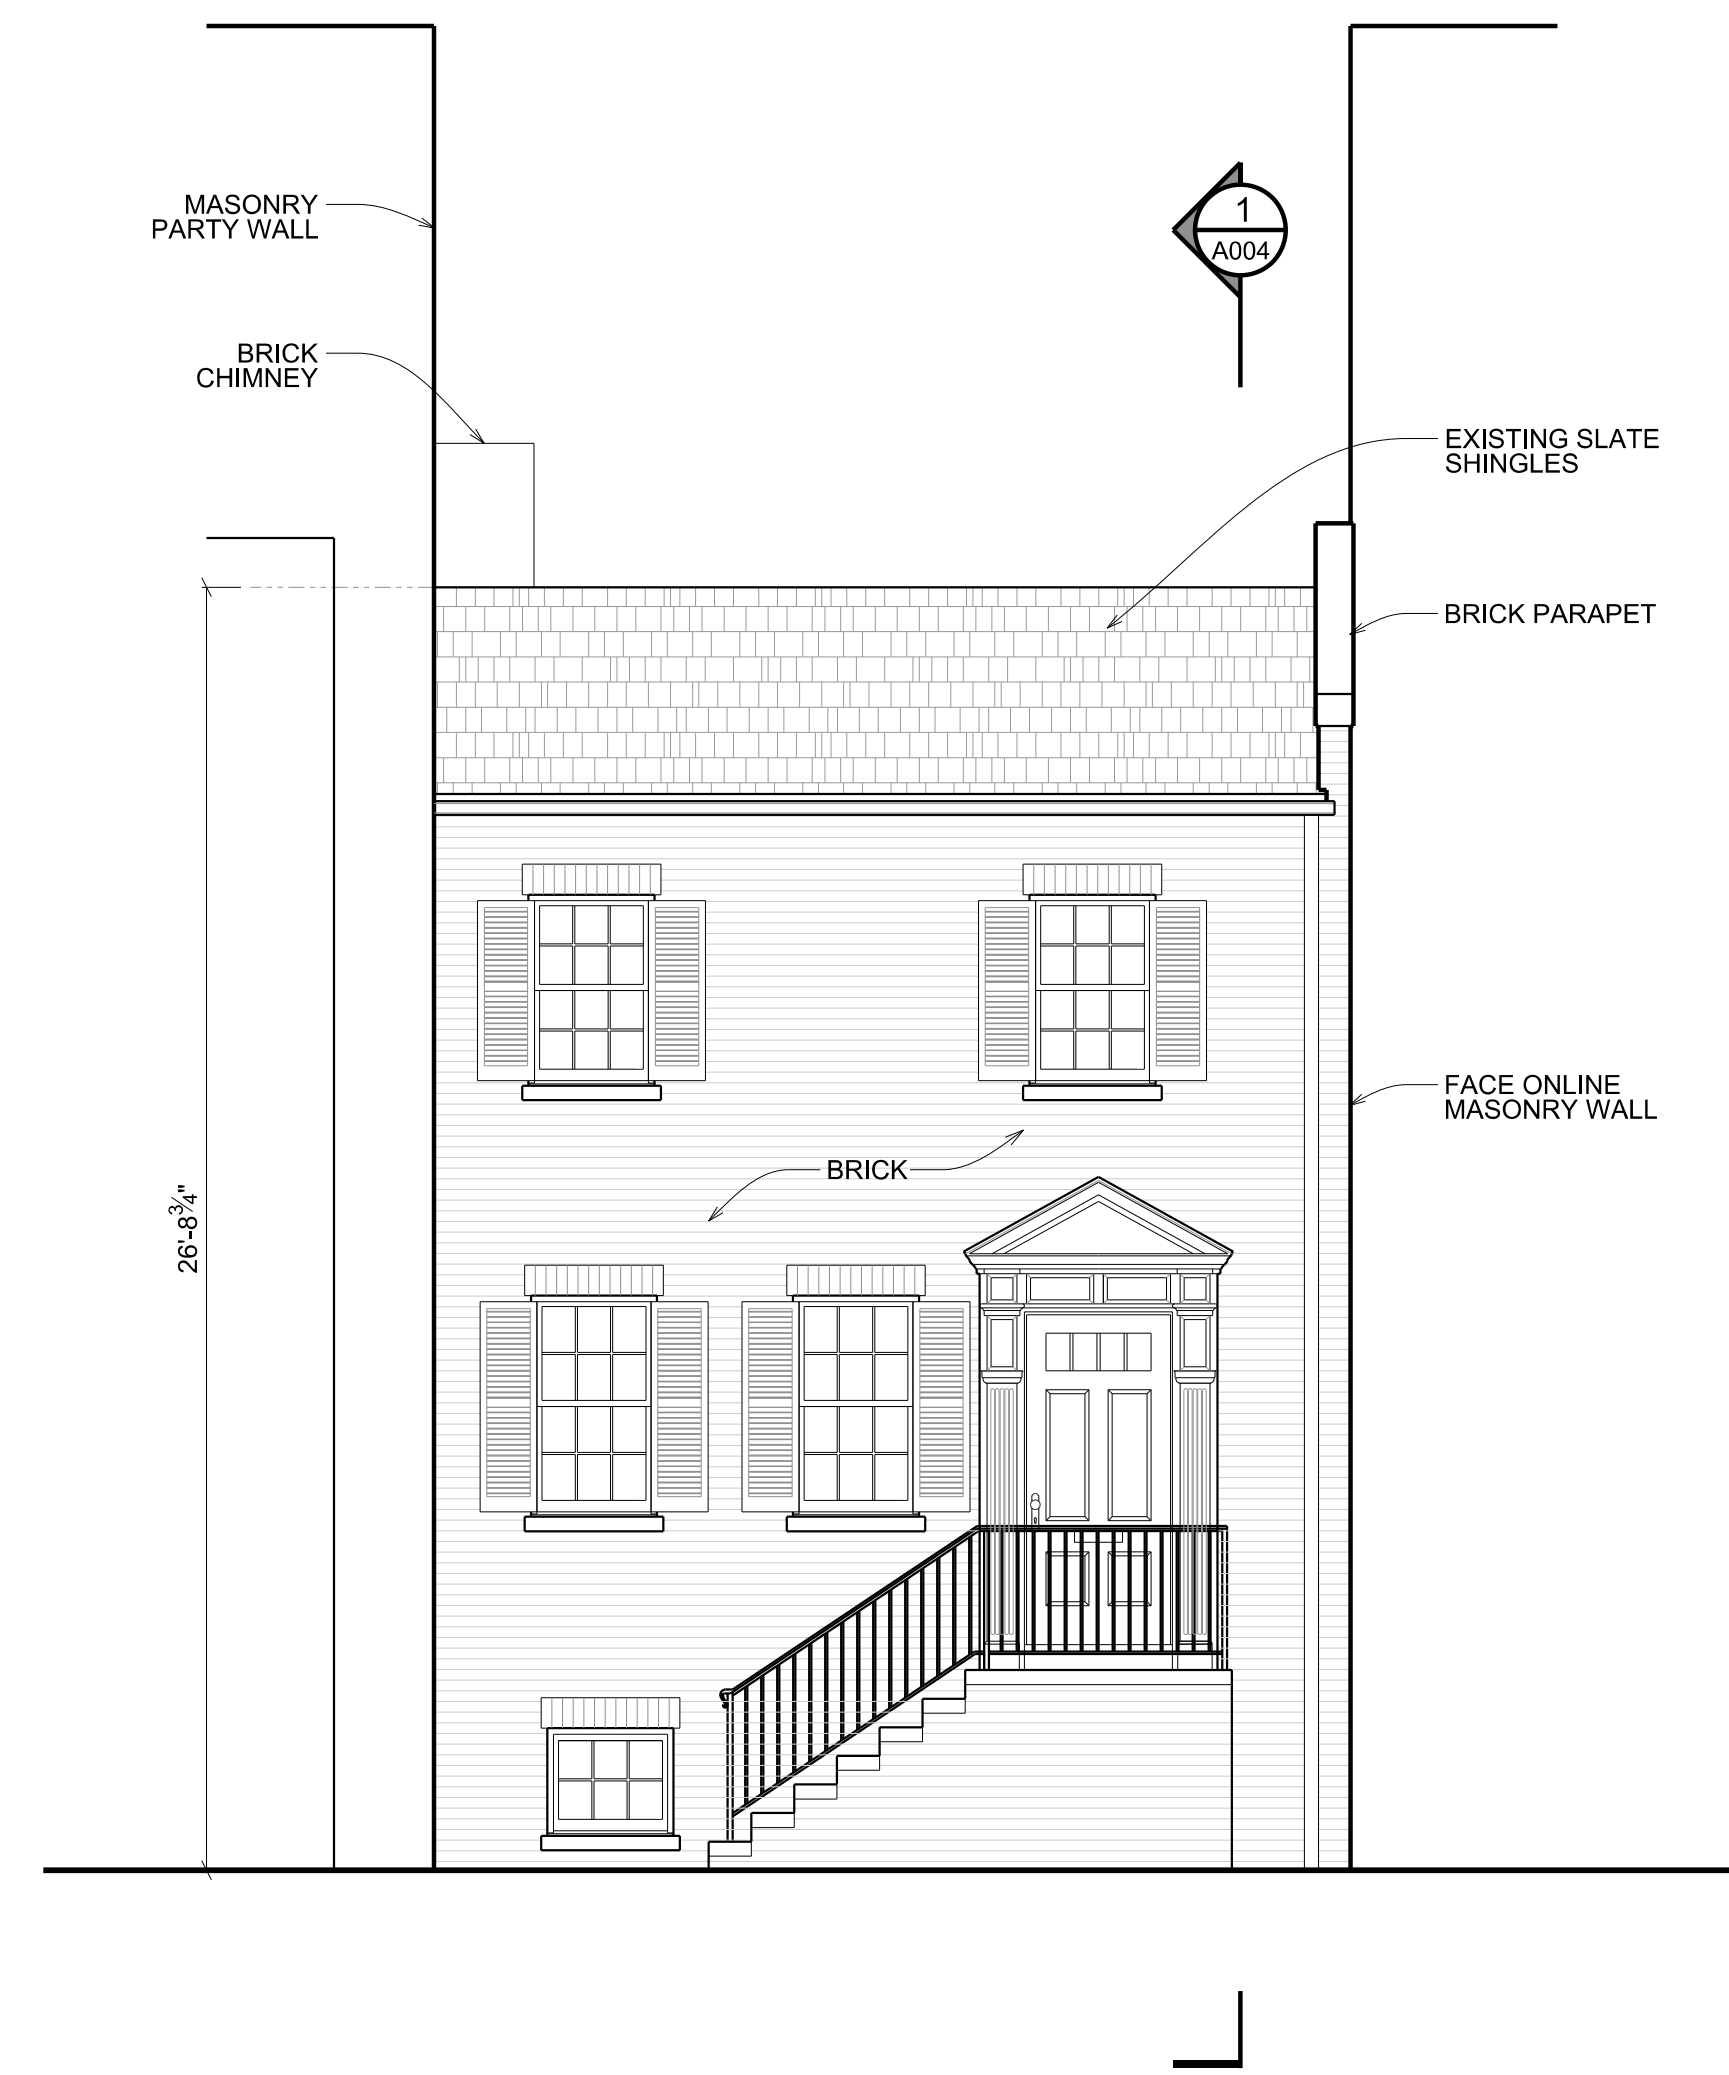 MASONRY
PARTY WALL
1
A004
BRICK
CHIMNEY
EXISTING SLATE
SHINGLES
BRICK PARAPET
FACE ONLINE
MASONRY WALL
BRICK
26'-8¾"